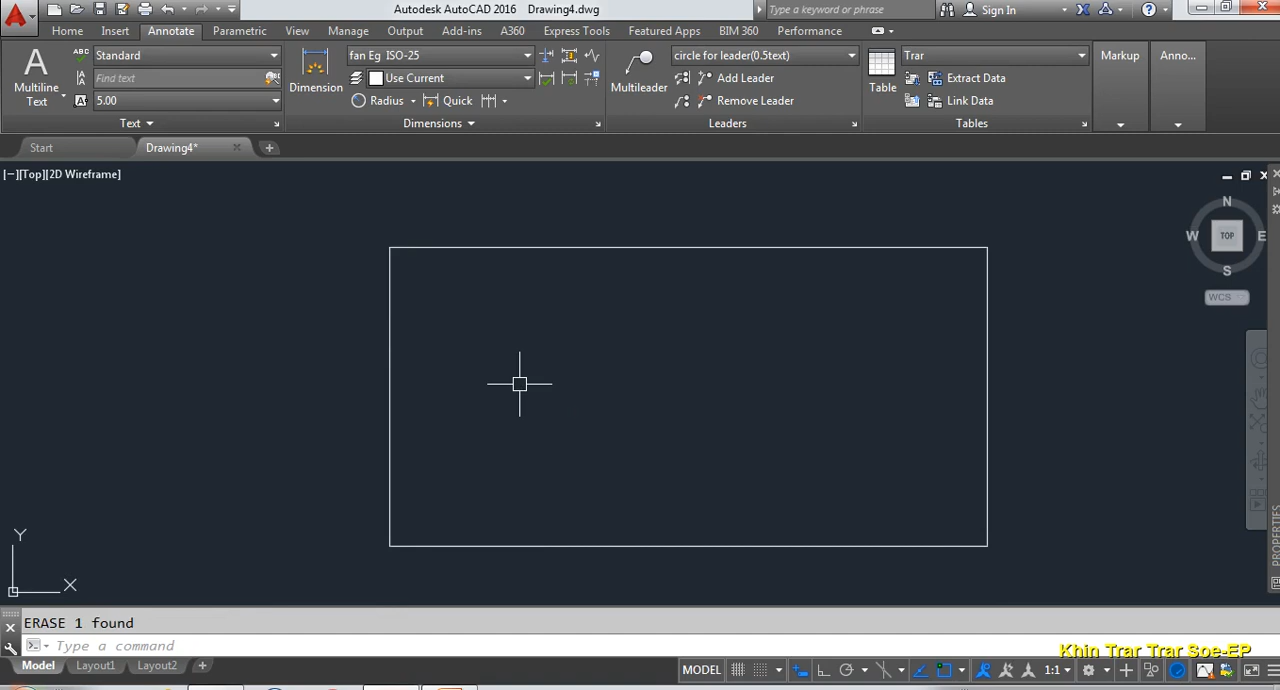 Autodesk AutoCAD 2016 Drawing4.dwg
Type a keyword or phrase
Sign In
Home Insert Annotate Parametric View Manage Output Add-ins A360 Express Tools Featured Apps BIM 360 Performance
Multiline Text
Standard
Find text
5.00
Text
Dimension
fan Eg ISO-25
Use Current
Radius Quick
Dimensions
Multileader
circle for leader(0.5text)
Add Leader
Remove Leader
Leaders
Table
Trar
Extract Data
Link Data
Tables
Markup
Anno...
Start Drawing4*
[−][Top][2D Wireframe]
N
W TOP E
S
WCS
Y
X
PROPERTIES
ERASE 1 found
Type a command
Khin Trar Trar Soe-EP
Model Layout1 Layout2
MODEL 1:1